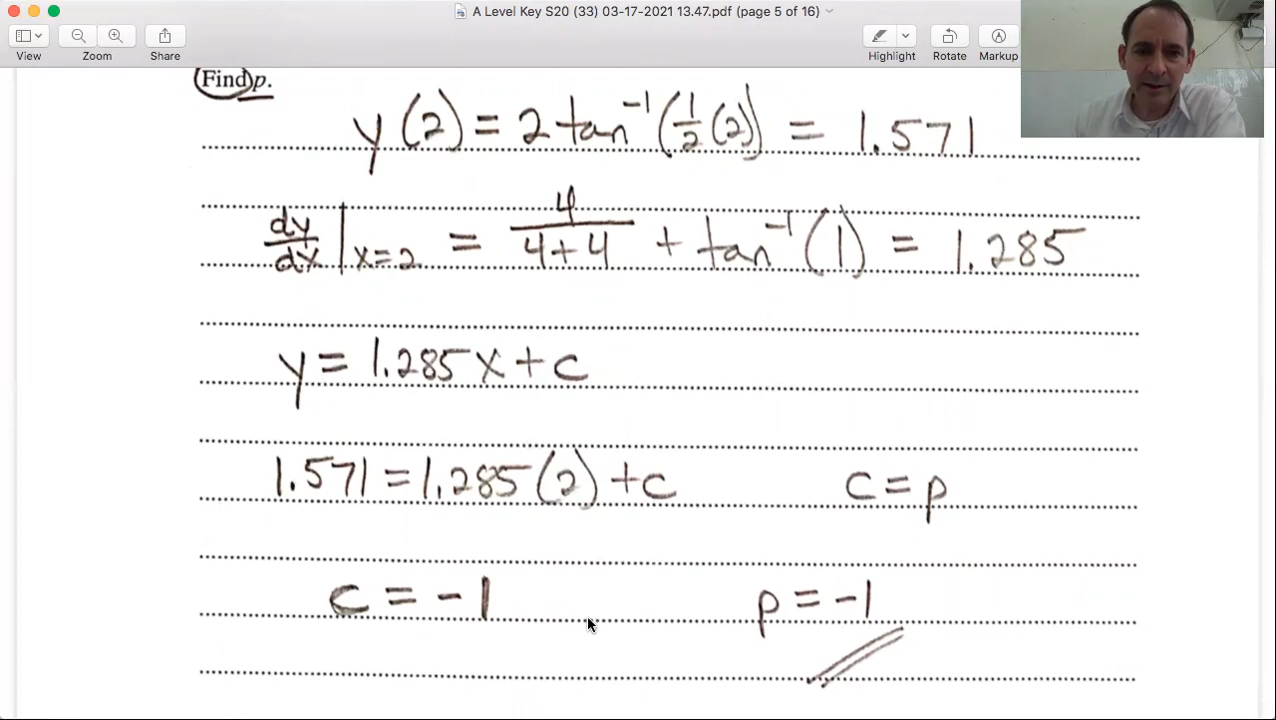 A Level Key S20 (33) 03-17-2021 13.47.pdf (page 5 of 16)
View Zoom Share Highlight Rotate Markup
Find p.
y(2) = 2 tan⁻¹(½(2)) = 1.571
dy/dx |x=2 = 4/(4+4) + tan⁻¹(1) = 1.285
y = 1.285x + c
1.571 = 1.285(2) + c c = p
c = -1 p = -1